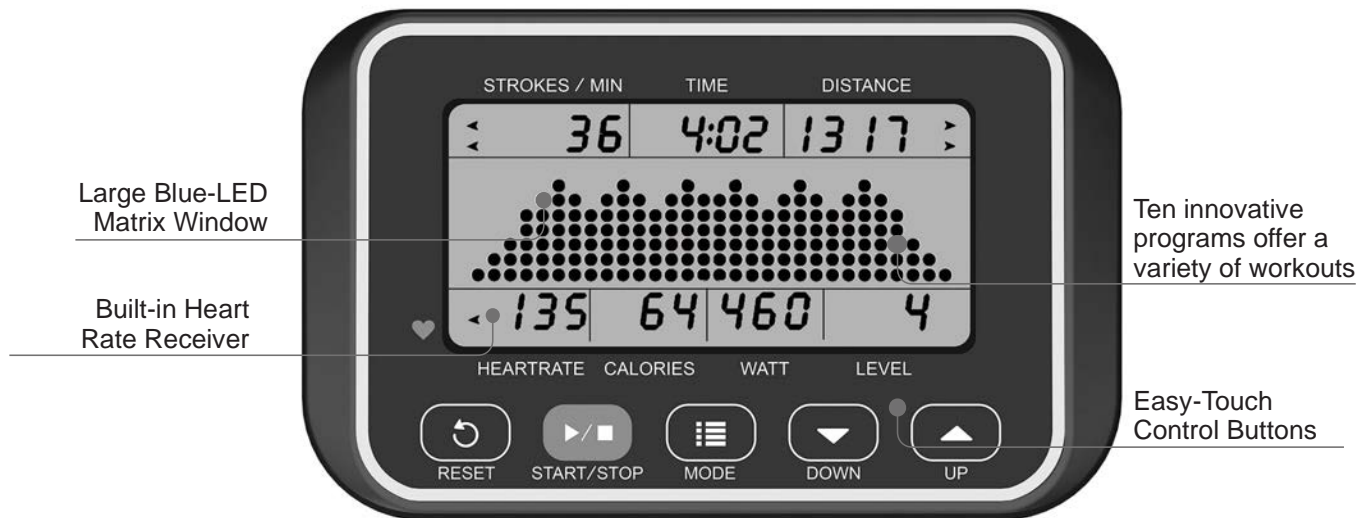 STROKES / MIN TIME DISTANCE
36 4:02 1317
Large Blue-LED
Matrix Window
Ten innovative
programs offer a
variety of workouts
Built-in Heart
Rate Receiver
135 64 460 4
HEARTRATE CALORIES WATT LEVEL
Easy-Touch
Control Buttons
RESET START/STOP MODE DOWN UP